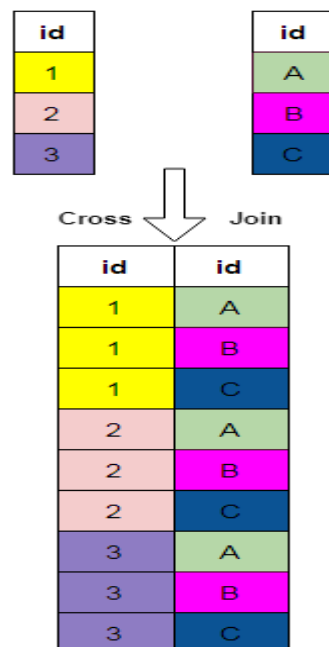 id id
1 A
2 B
3 C
Cross Join
id id
1 A
1 B
1 C
2 A
2 B
2 C
3 A
3 B
3 C